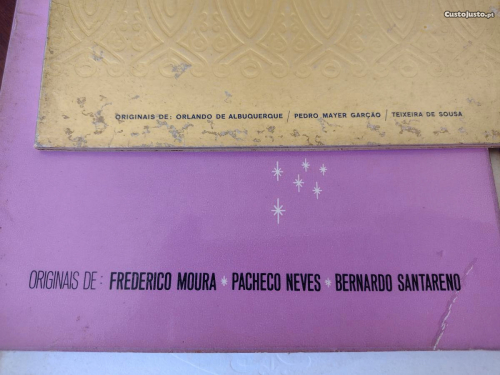 CustoJusto.pt
ORIGINAIS DE: ORLANDO DE ALBUQUERQUE / PEDRO MAYER GARÇÃO / TEIXEIRA DE SOUSA
ORIGINAIS DE: FREDERICO MOURA * PACHECO NEVES * BERNARDO SANTARENO